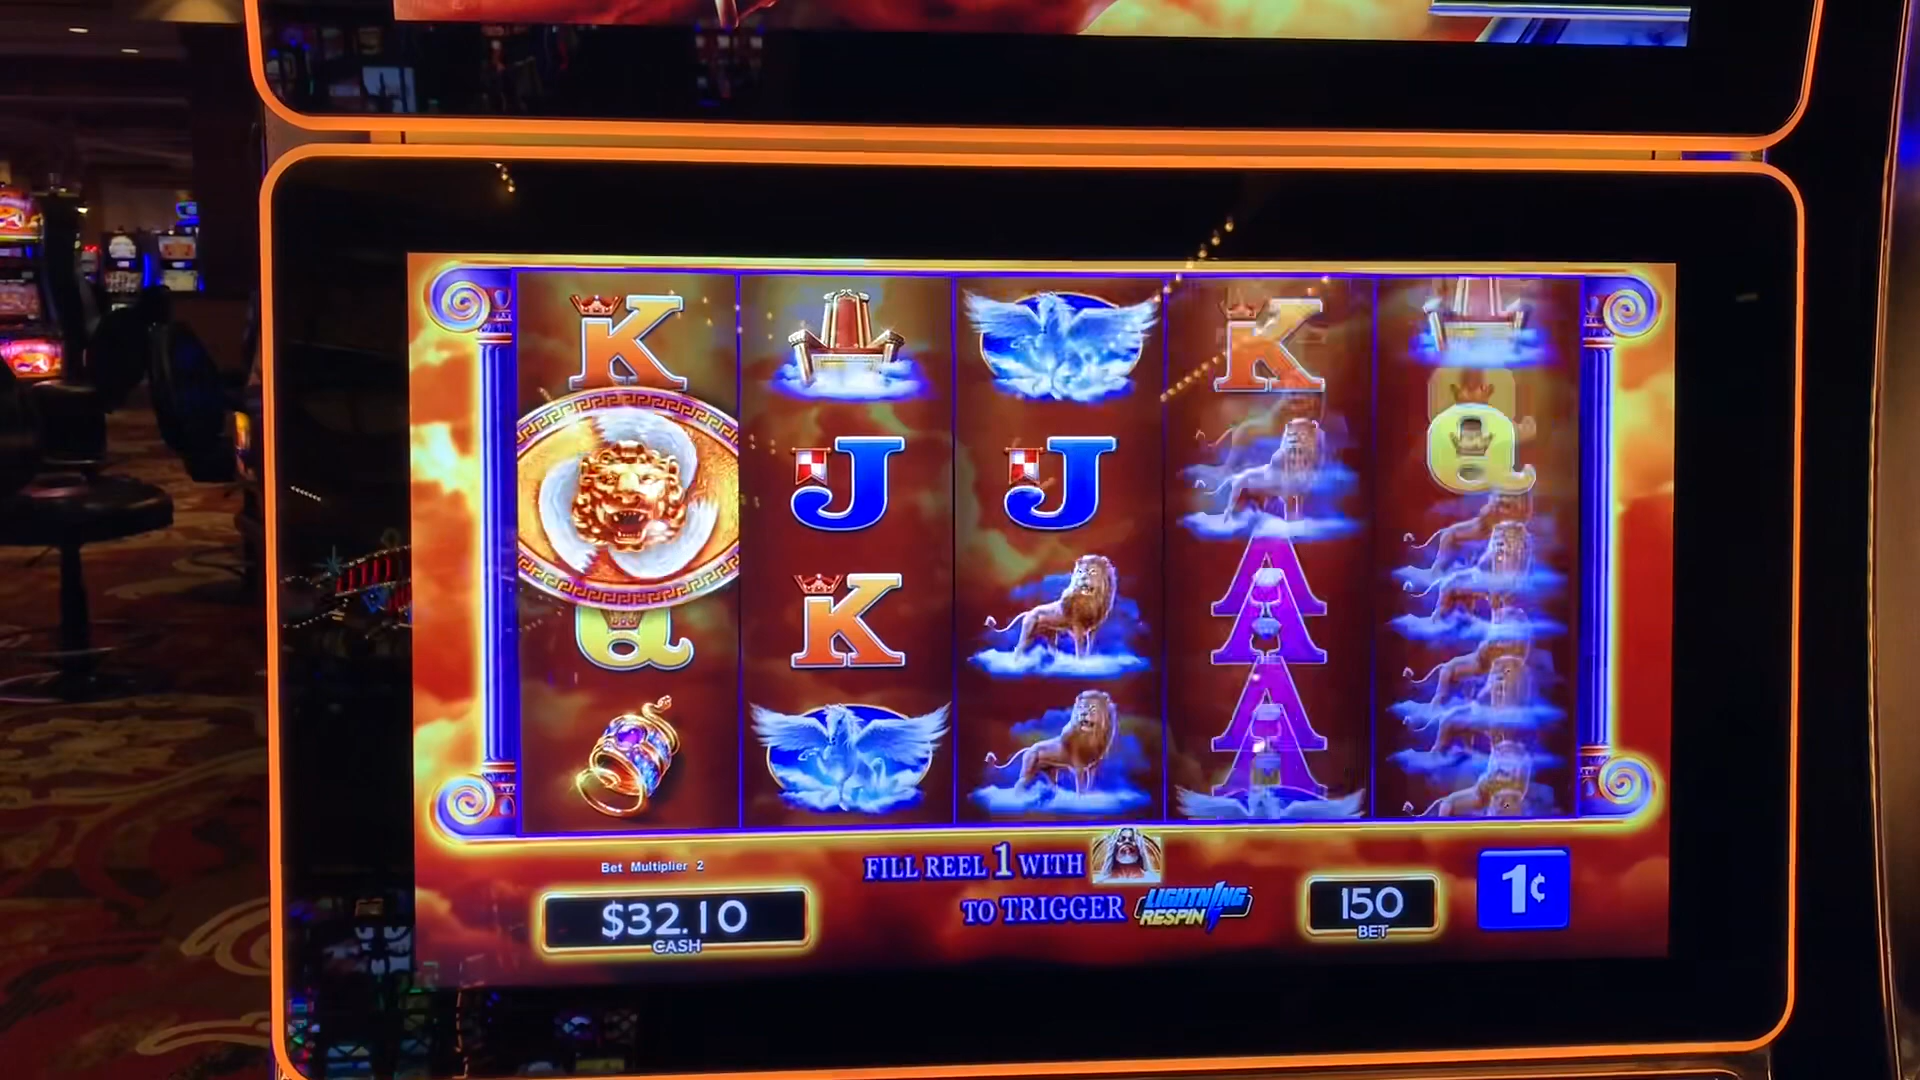 K K
Q
J J
K A
Q A
A
Bet Multiplier 2
FILL REEL 1 WITH
TO TRIGGER LIGHTNING RESPIN
$32.10
CASH
150
BET
1¢